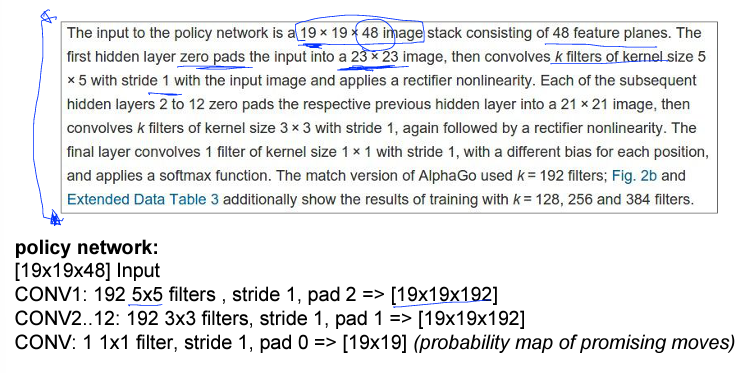 The input to the policy network is a 19 × 19 × 48 image stack consisting of 48 feature planes. The
first hidden layer zero pads the input into a 23 × 23 image, then convolves k filters of kernel size 5
× 5 with stride 1 with the input image and applies a rectifier nonlinearity. Each of the subsequent
hidden layers 2 to 12 zero pads the respective previous hidden layer into a 21 × 21 image, then
convolves k filters of kernel size 3 × 3 with stride 1, again followed by a rectifier nonlinearity. The
final layer convolves 1 filter of kernel size 1 × 1 with stride 1, with a different bias for each position,
and applies a softmax function. The match version of AlphaGo used k = 192 filters; Fig. 2b and
Extended Data Table 3 additionally show the results of training with k = 128, 256 and 384 filters.
policy network:
[19x19x48] Input
CONV1: 192 5x5 filters , stride 1, pad 2 => [19x19x192]
CONV2..12: 192 3x3 filters, stride 1, pad 1 => [19x19x192]
CONV: 1 1x1 filter, stride 1, pad 0 => [19x19] (probability map of promising moves)